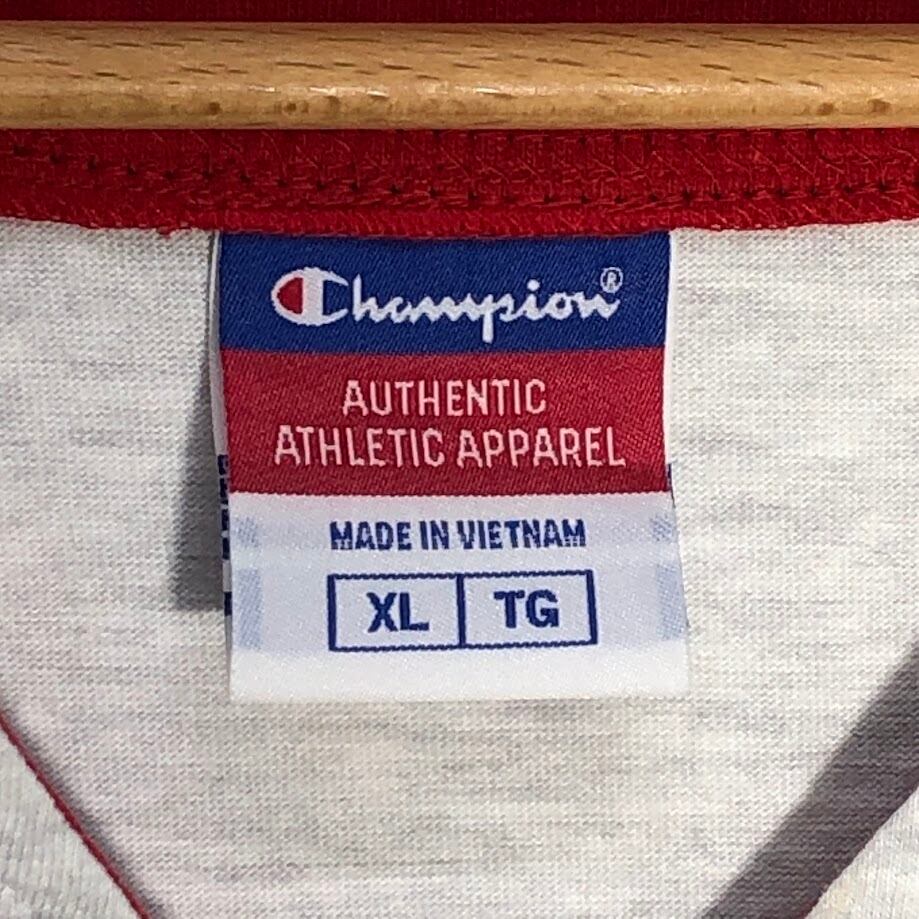 Champion®
AUTHENTIC
ATHLETIC APPAREL
MADE IN VIETNAM
XL TG